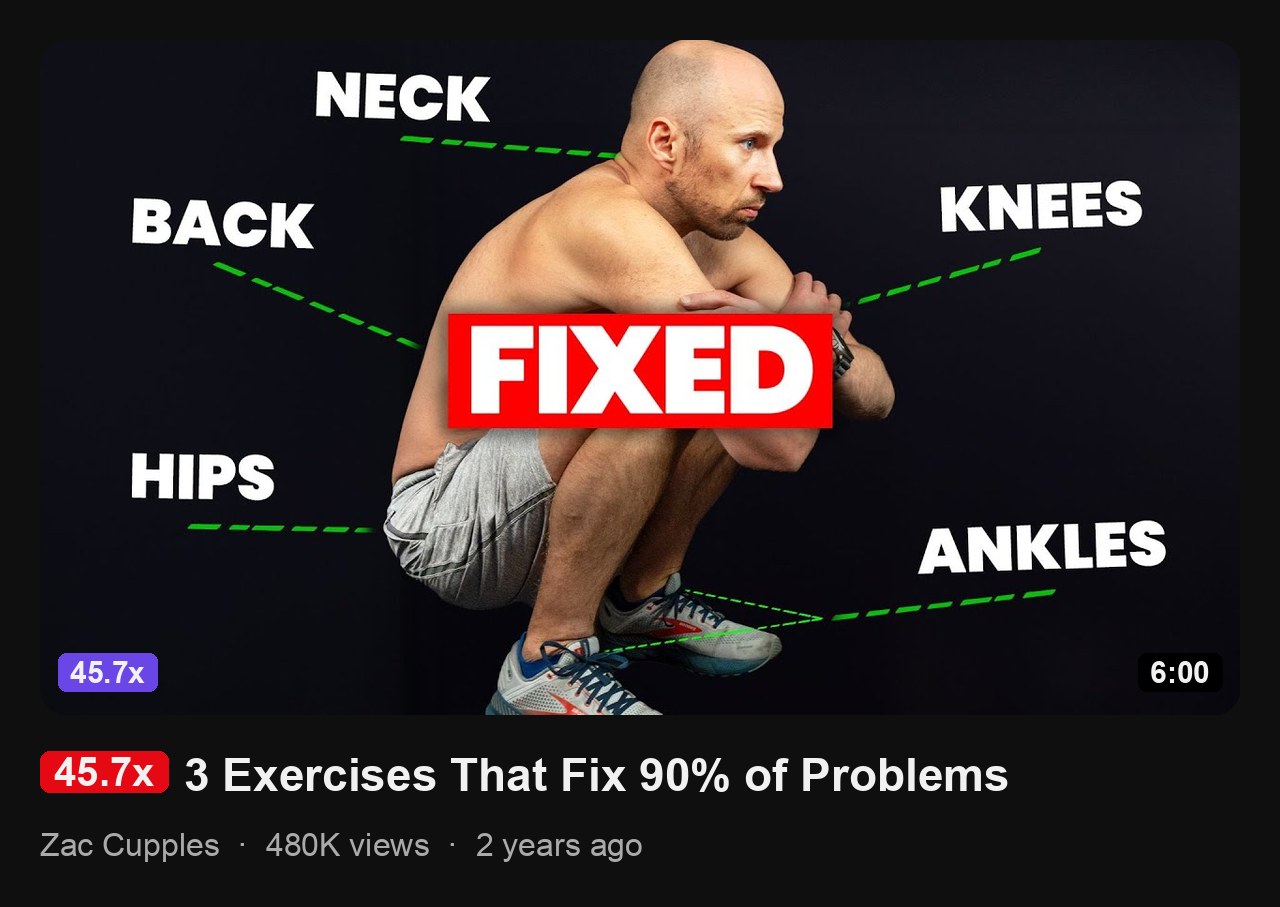 NECK
BACK
KNEES
FIXED
HIPS
ANKLES
45.7x
6:00
45.7x 3 Exercises That Fix 90% of Problems
Zac Cupples · 480K views · 2 years ago